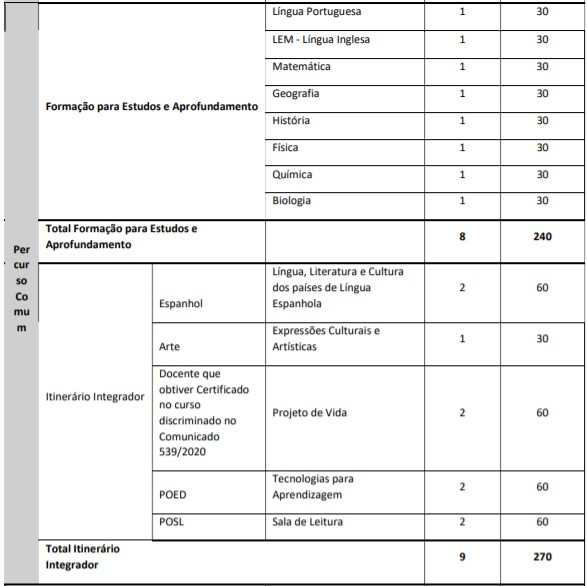 Língua Portuguesa 1 30
LEM - Língua Inglesa 1 30
Matemática 1 30
Geografia 1 30
Formação para Estudos e Aprofundamento
História 1 30
Física 1 30
Química 1 30
Biologia 1 30
Total Formação para Estudos e
Aprofundamento
8 240
Per
cur
so
Co
mu
m
Espanhol
Língua, Literatura e Cultura
dos países de Língua
Espanhola
2 60
Arte
Expressões Culturais e
Artísticas
1 30
Itinerário Integrador
Docente que
obtiver Certificado
no curso
discriminado no
Comunicado
539/2020
Projeto de Vida 2 60
POED
Tecnologias para
Aprendizagem
2 60
POSL Sala de Leitura 2 60
Total Itinerário
Integrador
9 270